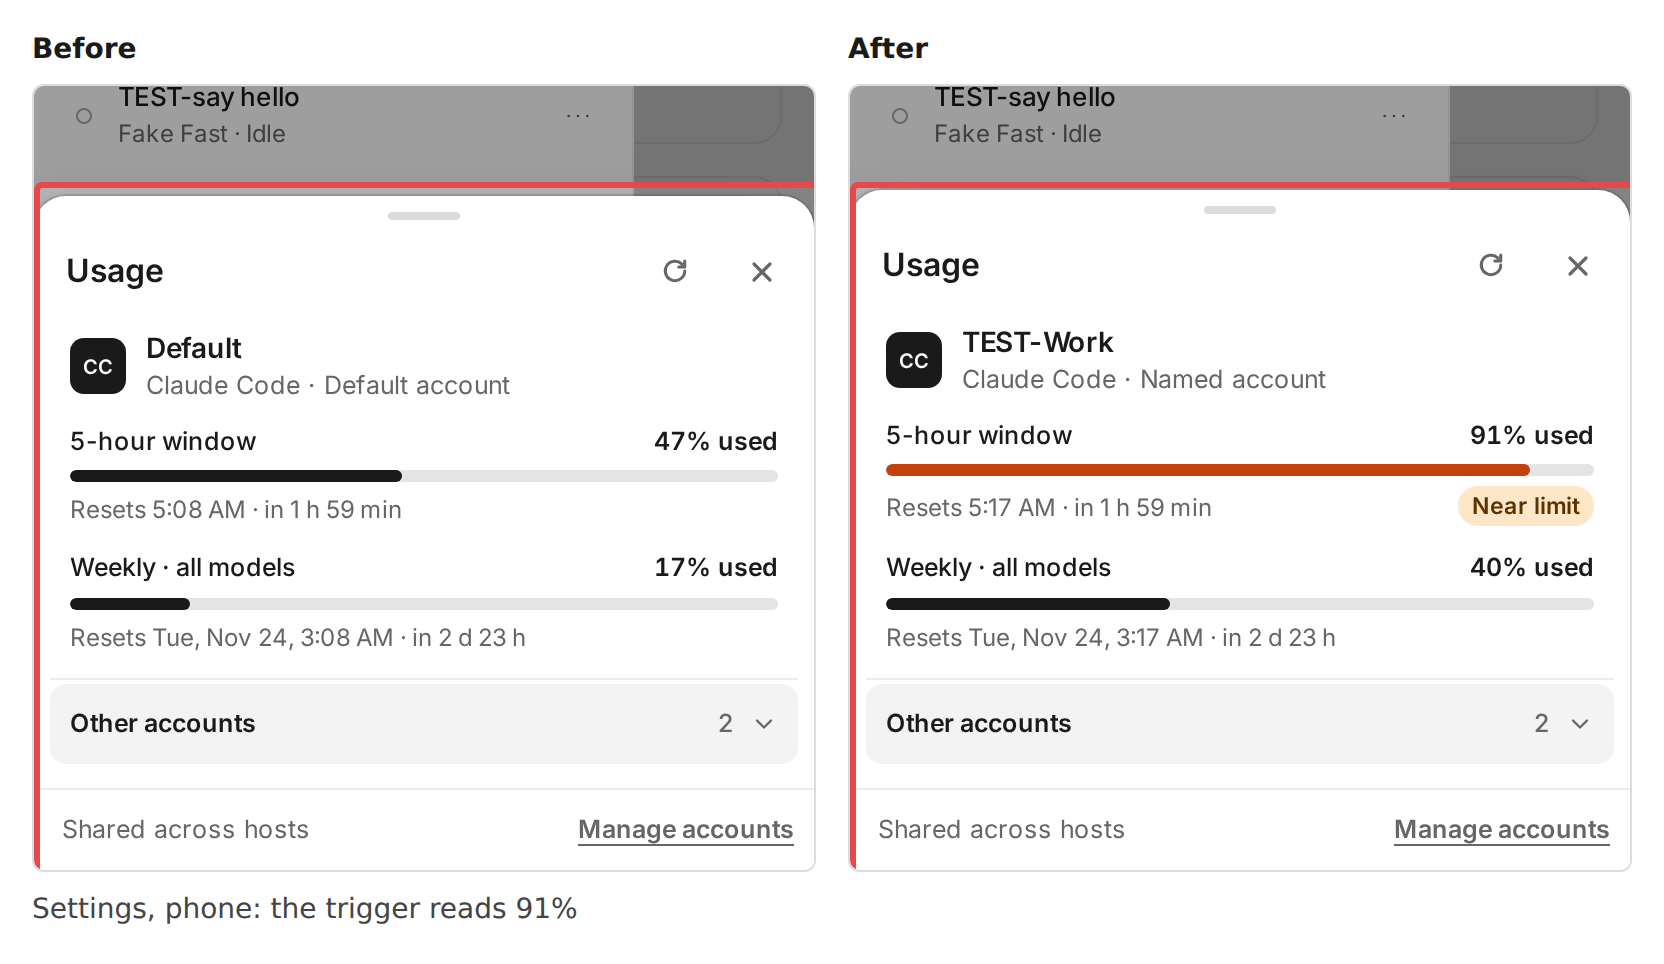 Before
TEST-say hello
Fake Fast · Idle
Usage
CC
Default
Claude Code · Default account
5-hour window
47% used
Resets 5:08 AM · in 1 h 59 min
Weekly · all models
17% used
Resets Tue, Nov 24, 3:08 AM · in 2 d 23 h
Other accounts
2
Shared across hosts
Manage accounts
After
TEST-say hello
Fake Fast · Idle
Usage
CC
TEST-Work
Claude Code · Named account
5-hour window
91% used
Resets 5:17 AM · in 1 h 59 min
Near limit
Weekly · all models
40% used
Resets Tue, Nov 24, 3:17 AM · in 2 d 23 h
Other accounts
2
Shared across hosts
Manage accounts
Settings, phone: the trigger reads 91%